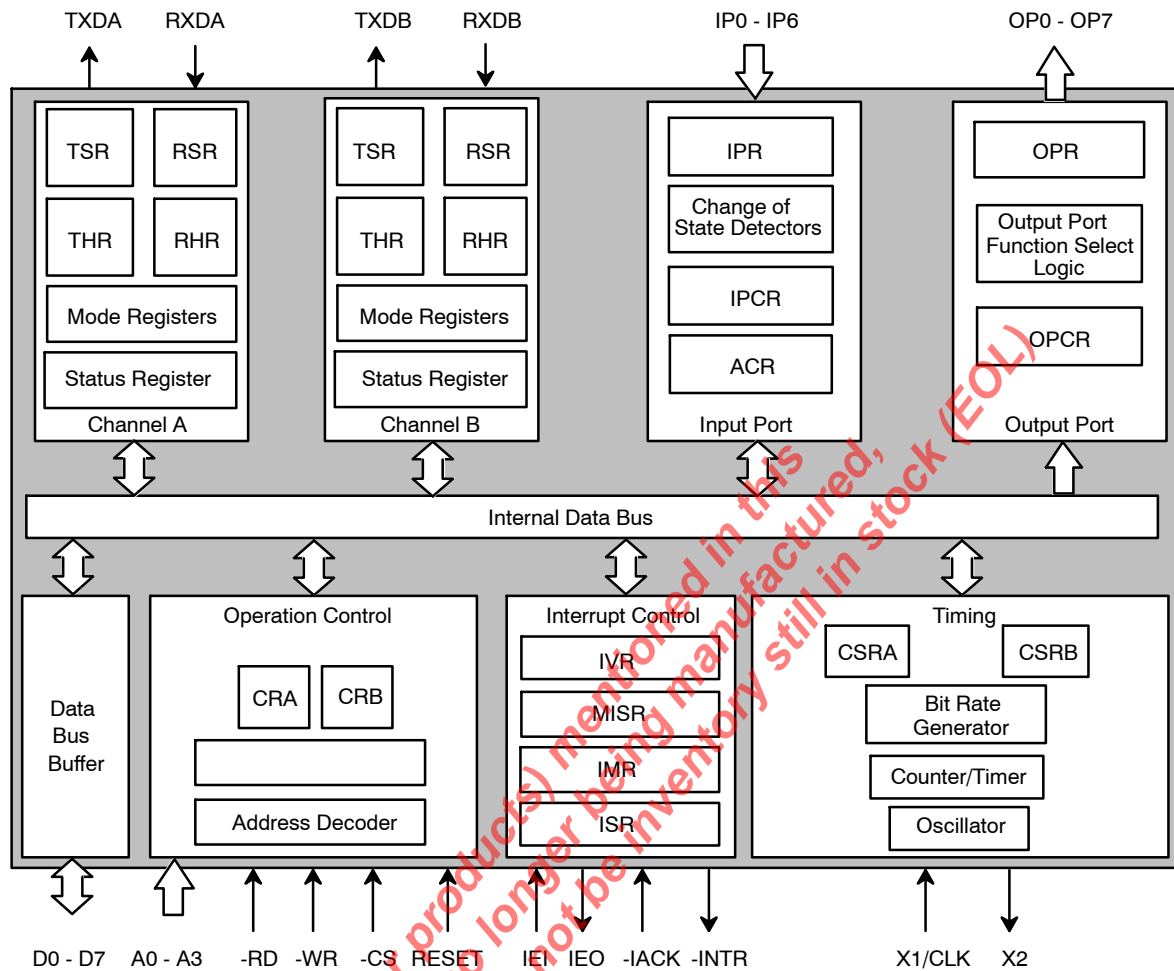 TXDA RXDA TXDB RXDB IP0 - IP6 OP0 - OP7
TSR RSR
THR RHR
Mode Registers
Status Register
Channel A
TSR RSR
THR RHR
Mode Registers
Status Register
Channel B
IPR
Change of
State Detectors
IPCR
ACR
Input Port
OPR
Output Port
Function Select
Logic
OPCR
Output Port
Internal Data Bus
Data
Bus
Buffer
Operation Control
CRA CRB
Address Decoder
Interrupt Control
IVR
MISR
IMR
ISR
Timing
CSRA CSRB
Bit Rate
Generator
Counter/Timer
Oscillator
D0 - D7 A0 - A3 -RD -WR -CS RESET IEI IEO -IACK -INTR X1/CLK X2
products) mentioned in this
longer being manufactured,
not be inventory still in stock (EOL)